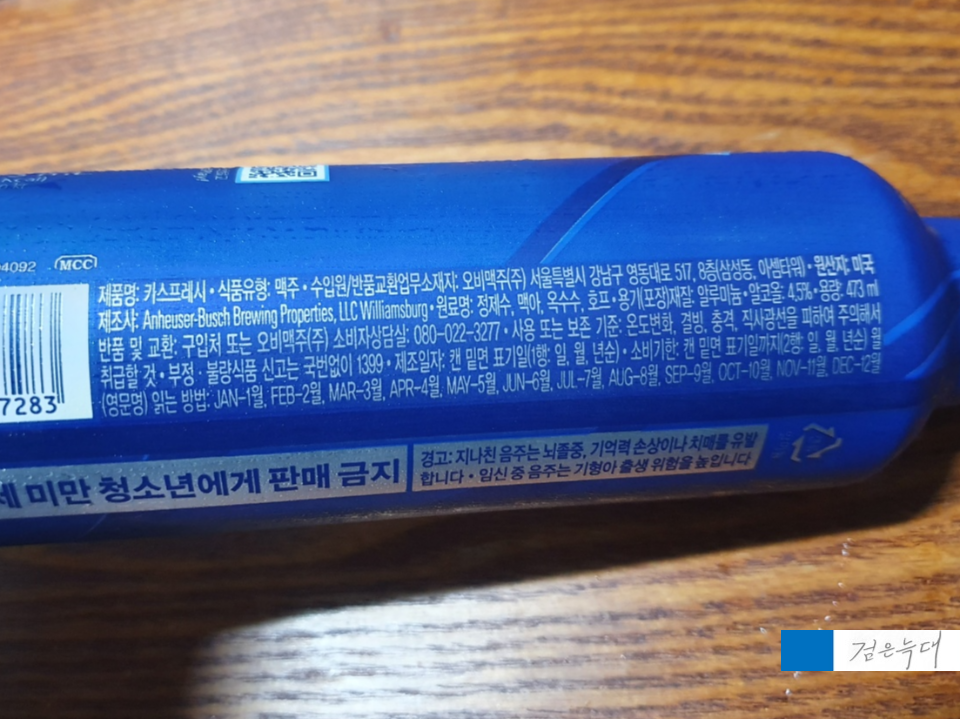 4092 MCC
제품명: 카스프레시 • 식품유형: 맥주 • 수입원/반품교환업무소재지: 오비맥주(주) 서울특별시 강남구 영동대로 517, 8층(삼성동, 아셈타워) • 원산지: 미국
제조사: Anheuser-Busch Brewing Properties, LLC Williamsburg • 원료명: 정제수, 맥아, 옥수수, 호프 • 용기(포장)재질: 알루미늄 • 알코올: 4.5% • 용량: 473 ml
반품 및 교환: 구입처 또는 오비맥주(주) 소비자상담실: 080-022-3277 • 사용 또는 보존 기준: 온도변화, 결빙, 충격, 직사광선을 피하여 주의해서
취급할 것 • 부정 · 불량식품 신고는 국번없이 1399 • 제조일자: 캔 밑면 표기일(1행: 일, 월, 년순) • 소비기한: 캔 밑면 표기일까지(2행: 일, 월, 년순) • 월
(영문명) 읽는 방법: JAN-1월, FEB-2월, MAR-3월, APR-4월, MAY-5월, JUN-6월, JUL-7월, AUG-8월, SEP-9월, OCT-10월, NOV-11월, DEC-12월
7283
세 미만 청소년에게 판매 금지
경고: 지나친 음주는 뇌졸중, 기억력 손상이나 치매를 유발
합니다 • 임신 중 음주는 기형아 출생 위험을 높입니다
검은늑대